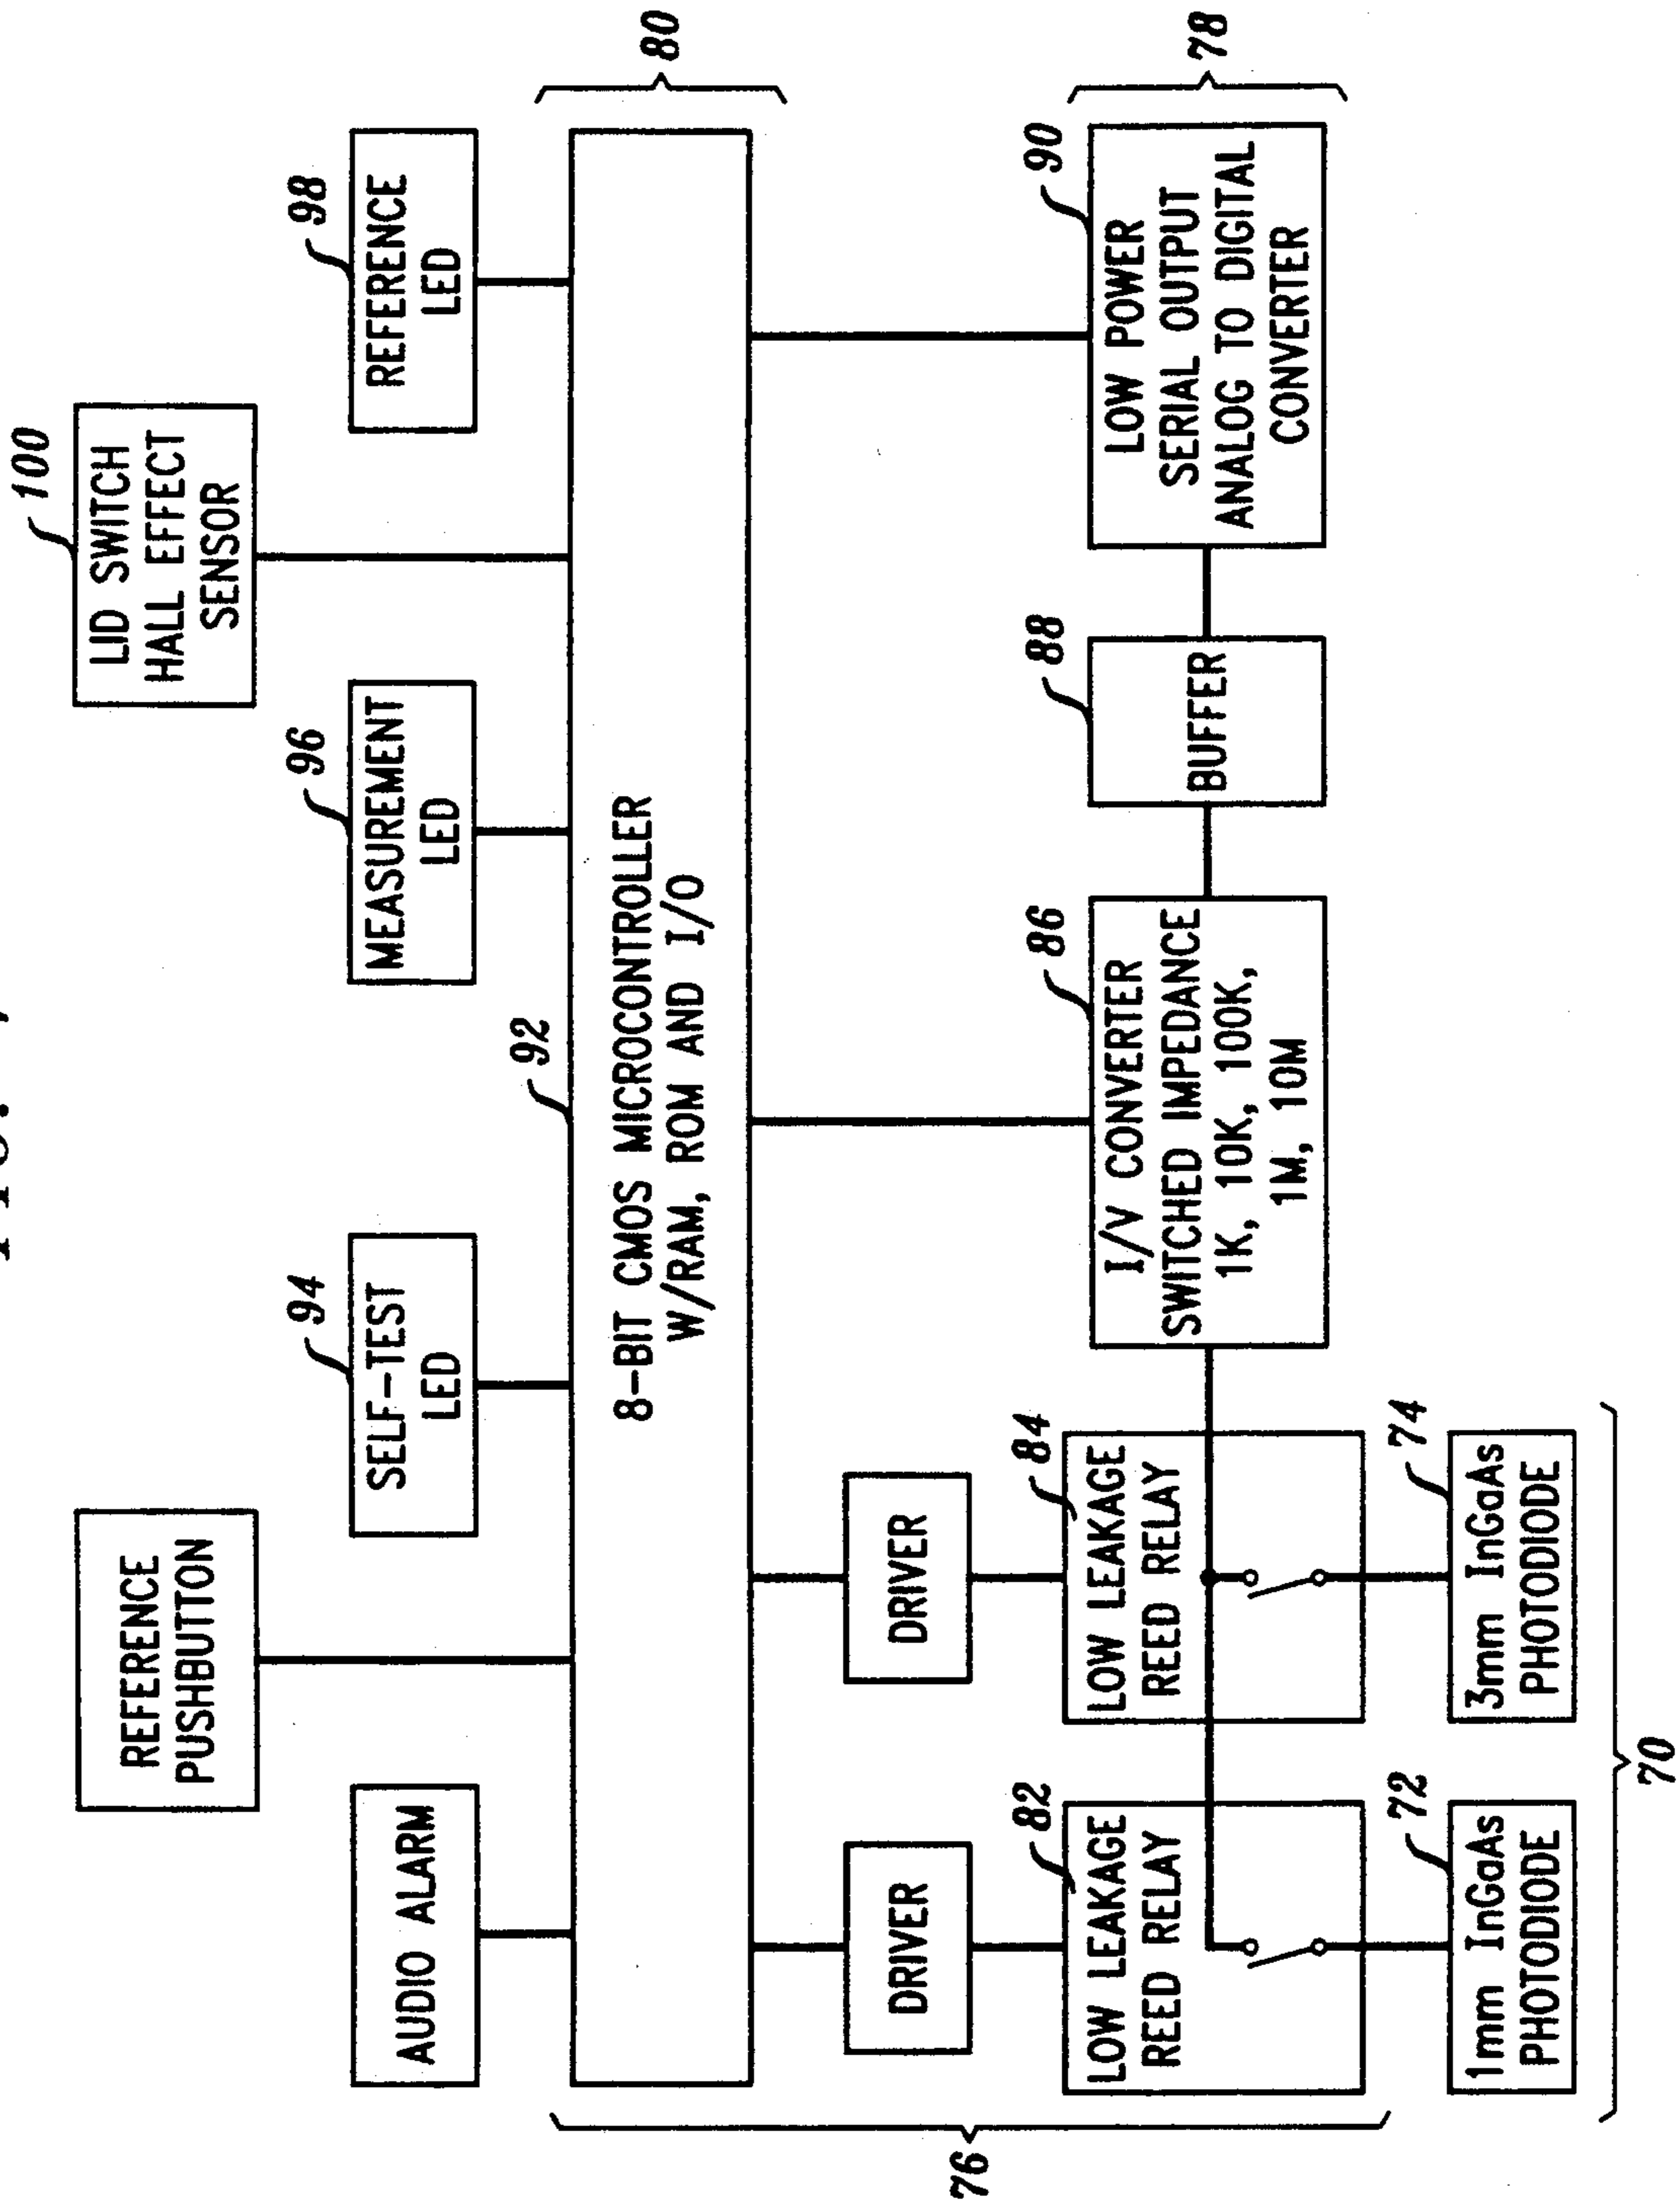 100
LID SWITCH
HALL EFFECT
SENSOR
REFERENCE
PUSHBUTTON
AUDIO ALARM
94
SELF-TEST
LED
96
MEASUREMENT
LED
98
REFERENCE
LED
92
80
8-BIT CMOS MICROCONTROLLER
W/RAM, ROM AND I/O
DRIVER
DRIVER
76
82
LOW LEAKAGE
REED RELAY
84
LOW LEAKAGE
REED RELAY
86
I/V CONVERTER
SWITCHED IMPEDANCE
1K, 10K, 100K,
1M, 10M
88
BUFFER
90
LOW POWER
SERIAL OUTPUT
ANALOG TO DIGITAL
CONVERTER
78
72
1mm InGaAs
PHOTODIODE
74
3mm InGaAs
PHOTODIODE
70